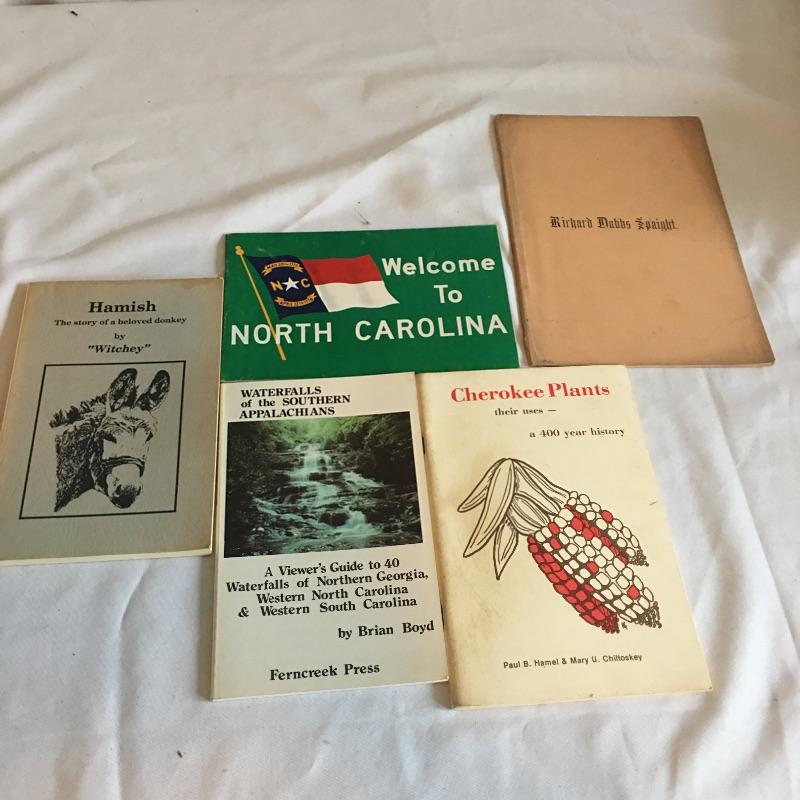 Richard Dobbs Spaight.
Welcome
To
NORTH CAROLINA
N C
Hamish
The story of a beloved donkey
by
"Witchey"
WATERFALLS
of the SOUTHERN
APPALACHIANS
A Viewer's Guide to 40
Waterfalls of Northern Georgia,
Western North Carolina
& Western South Carolina
by Brian Boyd
Ferncreek Press
Cherokee Plants
their uses —
a 400 year history
Paul B. Hamel & Mary U. Chiltoskey